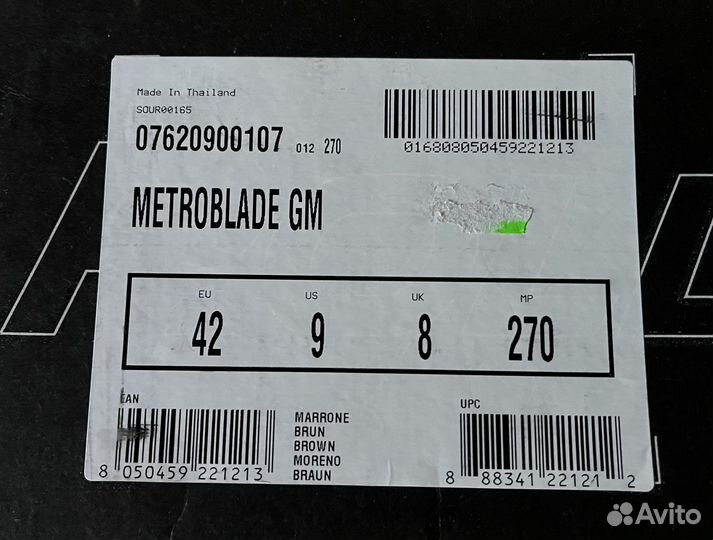 Made In Thailand
SOUR00165
07620900107 012 270
016808050459221213
METROBLADE GM
EU US UK MP
42 9 8 270
EAN
UPC
MARRONE
BRUN
BROWN
MORENO
BRAUN
8 050459 221213
8 88341 22121 2
Avito